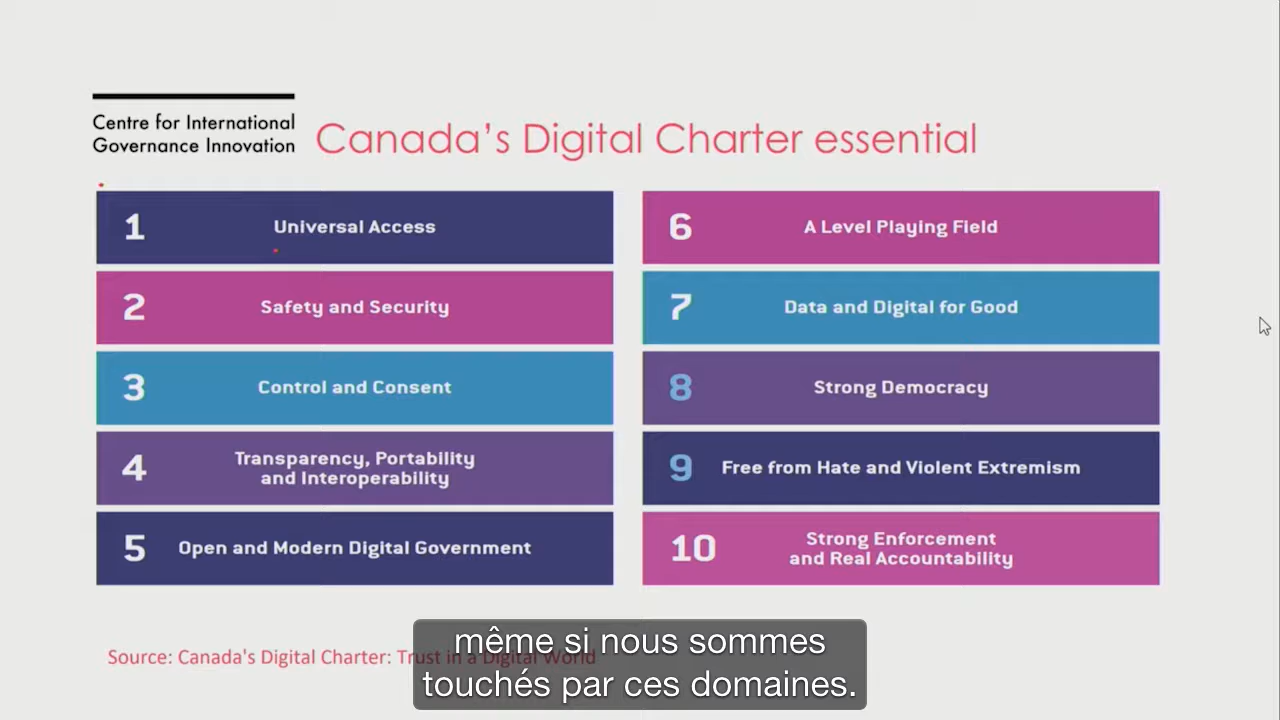 Centre for International
Governance Innovation
Canada's Digital Charter essential
1 Universal Access
2 Safety and Security
3 Control and Consent
4 Transparency, Portability
and Interoperability
5 Open and Modern Digital Government
6 A Level Playing Field
7 Data and Digital for Good
8 Strong Democracy
9 Free from Hate and Violent Extremism
10 Strong Enforcement
and Real Accountability
Source: Canada's Digital Charter: Trust in a Digital World
même si nous sommes
touchés par ces domaines.